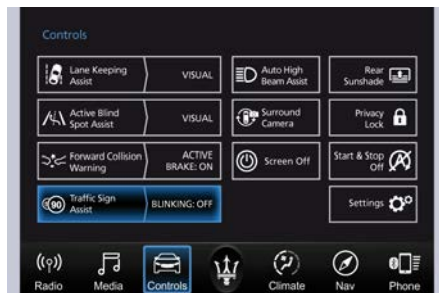 Controls
Lane Keeping
Assist
VISUAL
Auto High
Beam Assist
Rear
Sunshade
Active Blind
Spot Assist
VISUAL
Surround
Camera
Privacy
Lock
Forward Collision
Warning
ACTIVE
BRAKE: ON
Screen Off
Start & Stop
Off
90
Traffic Sign
Assist
BLINKING: OFF
Settings
Radio
Media
Controls
Climate
Nav
Phone